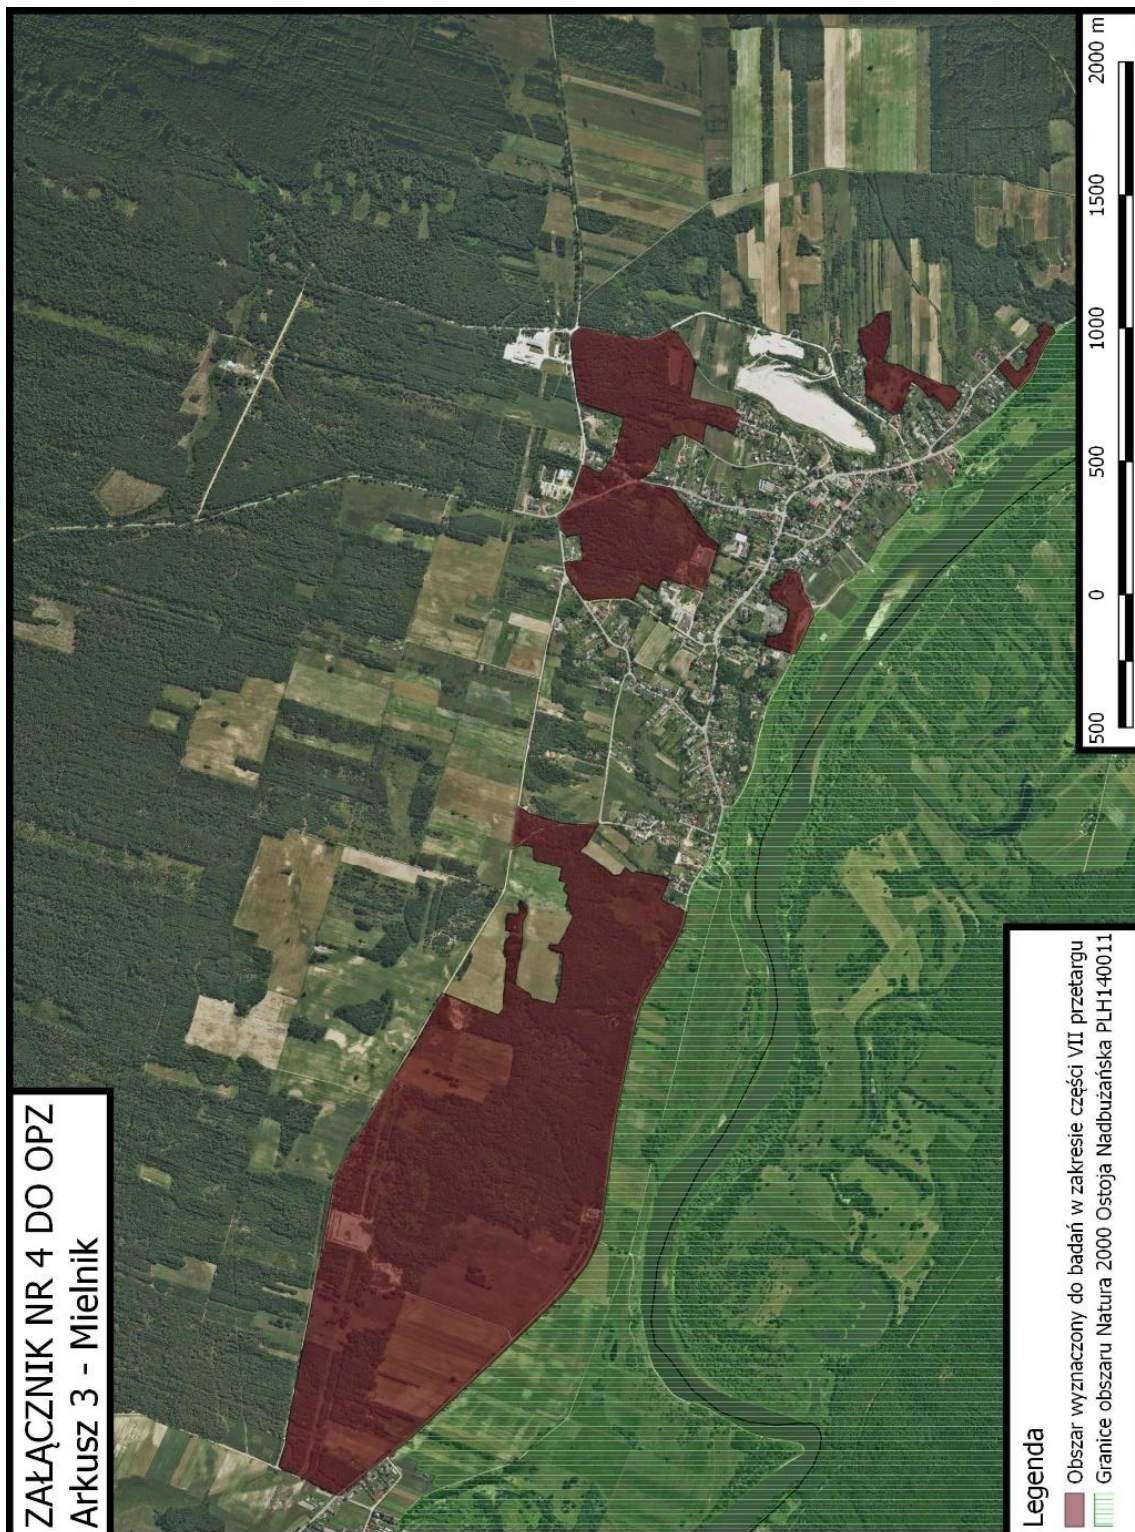 ZAŁĄCZNIK NR 4 DO OPZ
Arkusz 3 - Mielnik
Legenda
Obszar wyznaczony do badań w zakresie części VII przetargu
Granice obszaru Natura 2000 Ostoja Nadbużańska PLH140011
500 0 500 1000 1500 2000 m